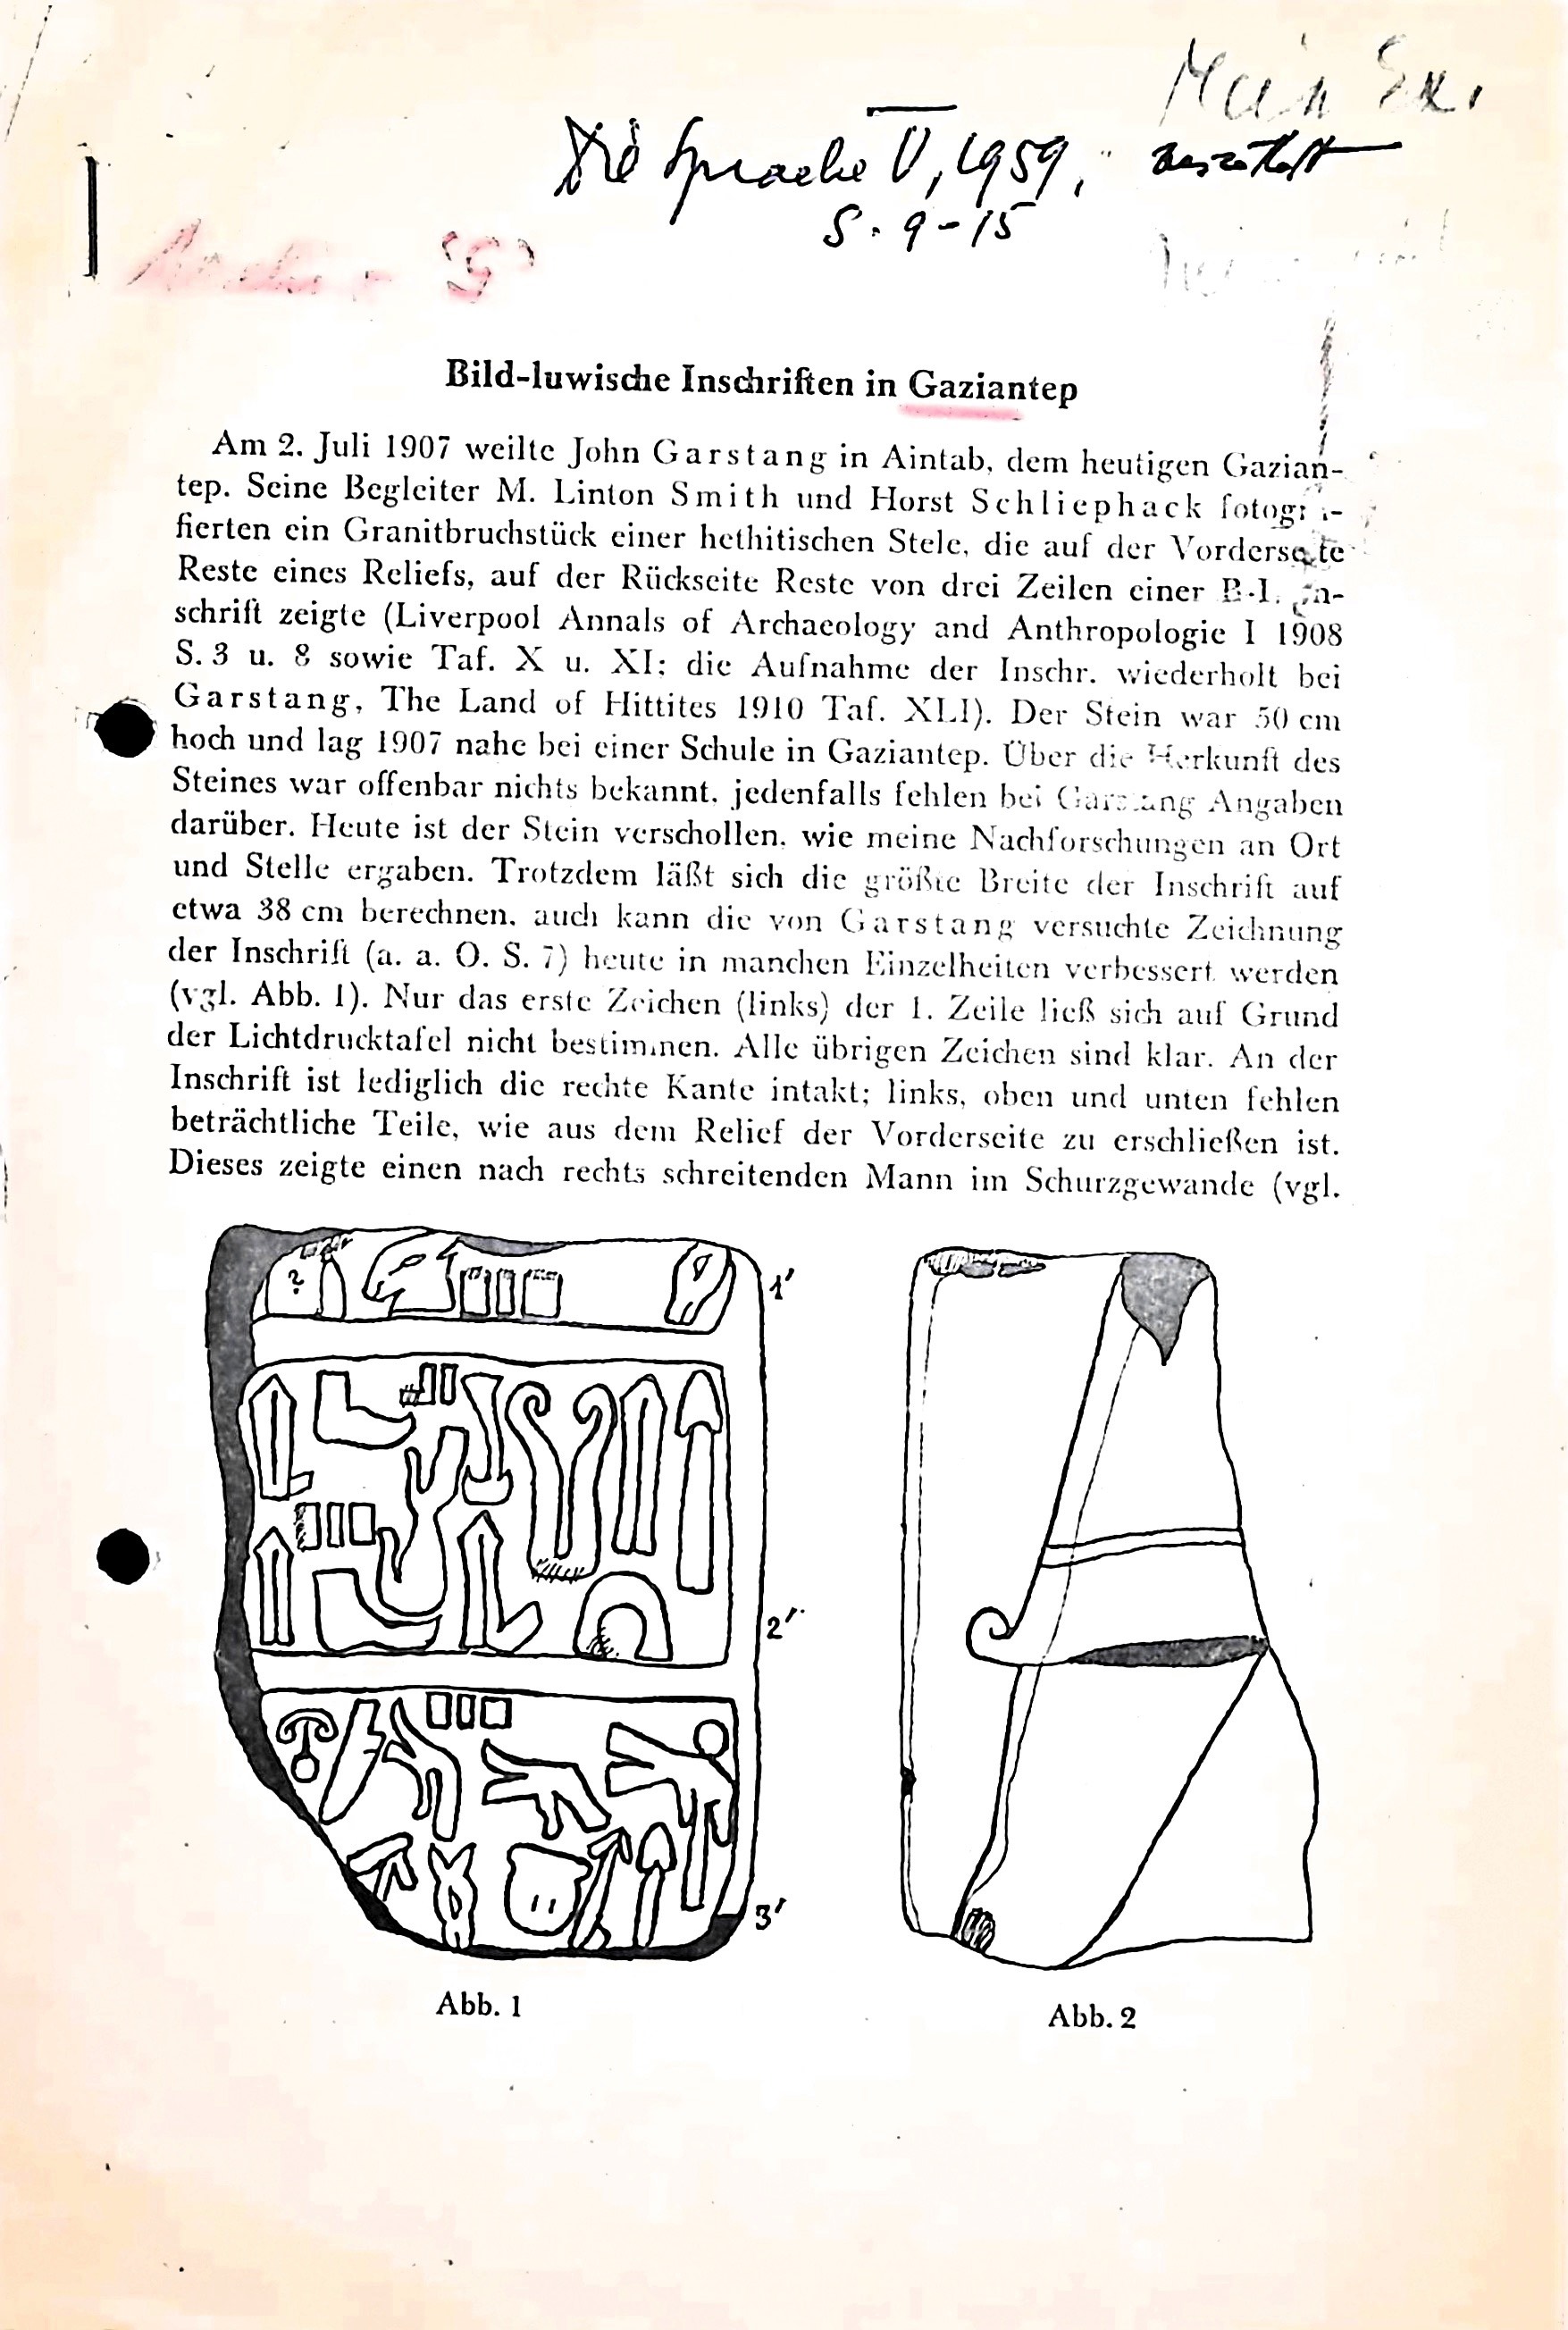 Mein Ex.
Die Sprache V, 1959,
S. 9-15
Bild-luwische Inschriften in Gaziantep
Am 2. Juli 1907 weilte John Garstang in Aintab, dem heutigen Gazian-
tep. Seine Begleiter M. Linton Smith und Horst Schliephack
fierten ein Granitbruchstück einer hethitischen Stele, die auf der Vorderseite
Reste eines Reliefs, auf der Rückseite Reste von drei Zeilen einer
schrift zeigte (Liverpool Annals of Archaeology and Anthropologie I 1908
S. 3 u. 8 sowie Taf. X u. XI; die Aufnahme der Inschr. wiederholt bei
Garstang, The Land of Hittites 1910 Taf. XLI). Der Stein war 50 cm
hoch und lag 1907 nahe bei einer Schule in Gaziantep. Über die Herkunft des
Steines war offenbar nichts bekannt, jedenfalls fehlen bei Garstang Angaben
darüber. Heute ist der Stein verschollen, wie meine Nachforschungen an Ort
und Stelle ergaben. Trotzdem läßt sich die größte Breite der Inschrift auf
etwa 38 cm berechnen, auch kann die von Garstang versuchte Zeichnung
der Inschrift (a. a. O. S. 7) heute in manchen Einzelheiten verbessert werden
(vgl. Abb. 1). Nur das erste Zeichen (links) der 1. Zeile ließ sich auf Grund
der Lichtdrucktafel nicht bestimmen. Alle übrigen Zeichen sind klar. An der
Inschrift ist lediglich die rechte Kante intakt; links, oben und unten fehlen
beträchtliche Teile, wie aus dem Relief der Vorderseite zu erschließen ist.
Dieses zeigte einen nach rechts schreitenden Mann im Schurzgewande (vgl.
?
1'
2'
3'
Abb. 1
Abb. 2